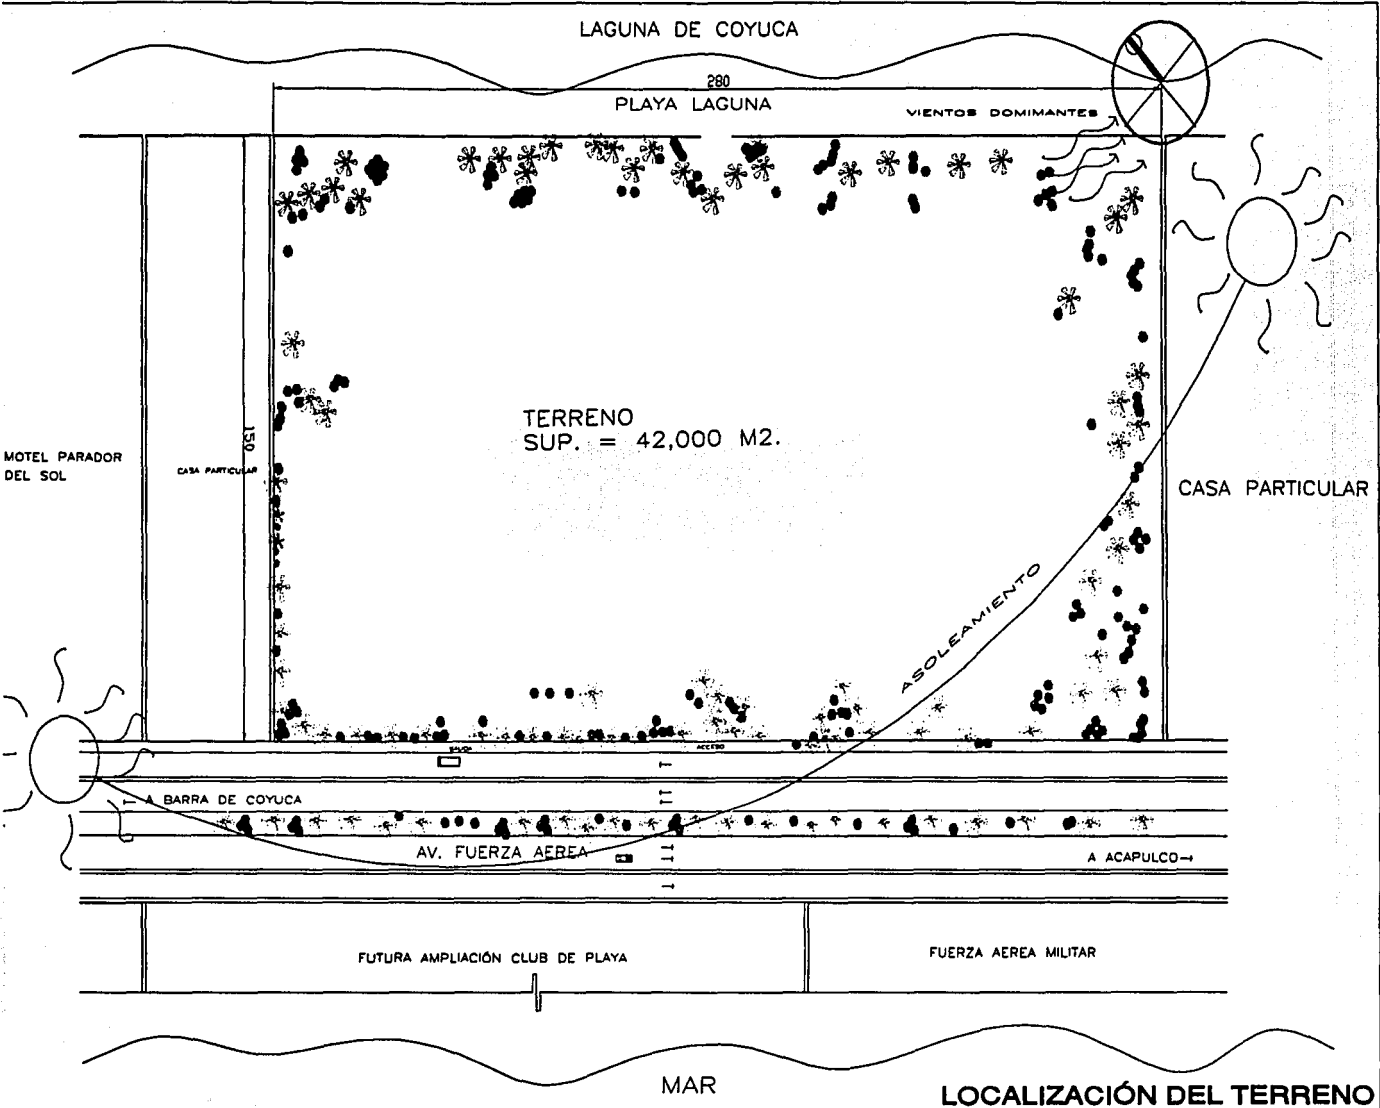 LAGUNA DE COYUCA
280
PLAYA LAGUNA
VIENTOS DOMIMANTES
TERRENO
SUP. = 42,000 M2.
150
MOTEL PARADOR
DEL SOL
CASA PARTICULAR
CASA PARTICULAR
ASOLEAMIENTO
SALIDA
ACCESO
A BARRA DE COYUCA
AV. FUERZA AEREA
A ACAPULCO→
FUTURA AMPLIACIÓN CLUB DE PLAYA
FUERZA AEREA MILITAR
MAR
LOCALIZACIÓN DEL TERRENO